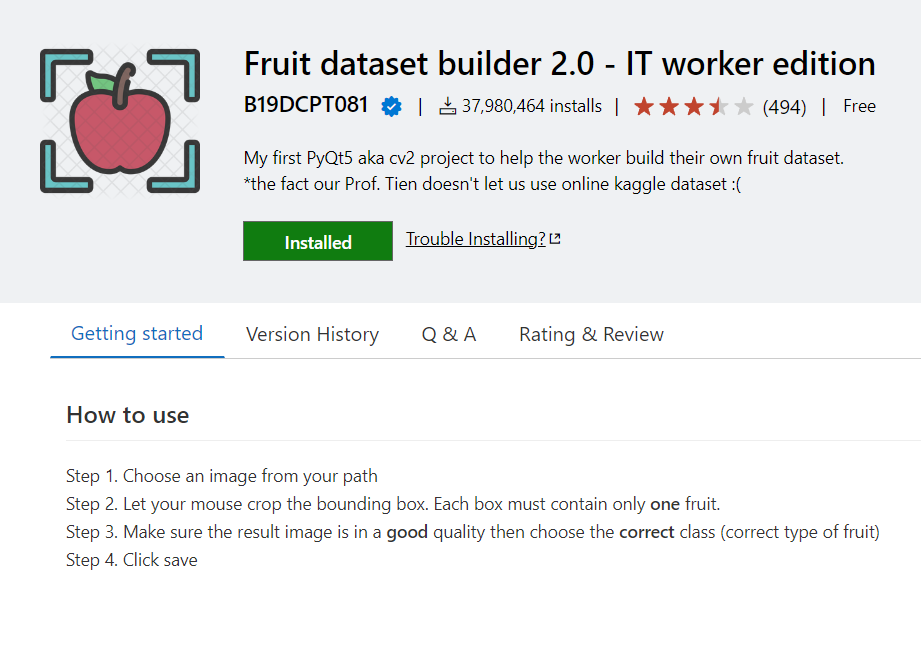 Fruit dataset builder 2.0 - IT worker edition
B19DCPT081 | 37,980,464 installs | (494) | Free
My first PyQt5 aka cv2 project to help the worker build their own fruit dataset.
*the fact our Prof. Tien doesn't let us use online kaggle dataset :(
Installed Trouble Installing?
Getting started Version History Q & A Rating & Review
How to use
Step 1. Choose an image from your path
Step 2. Let your mouse crop the bounding box. Each box must contain only one fruit.
Step 3. Make sure the result image is in a good quality then choose the correct class (correct type of fruit)
Step 4. Click save